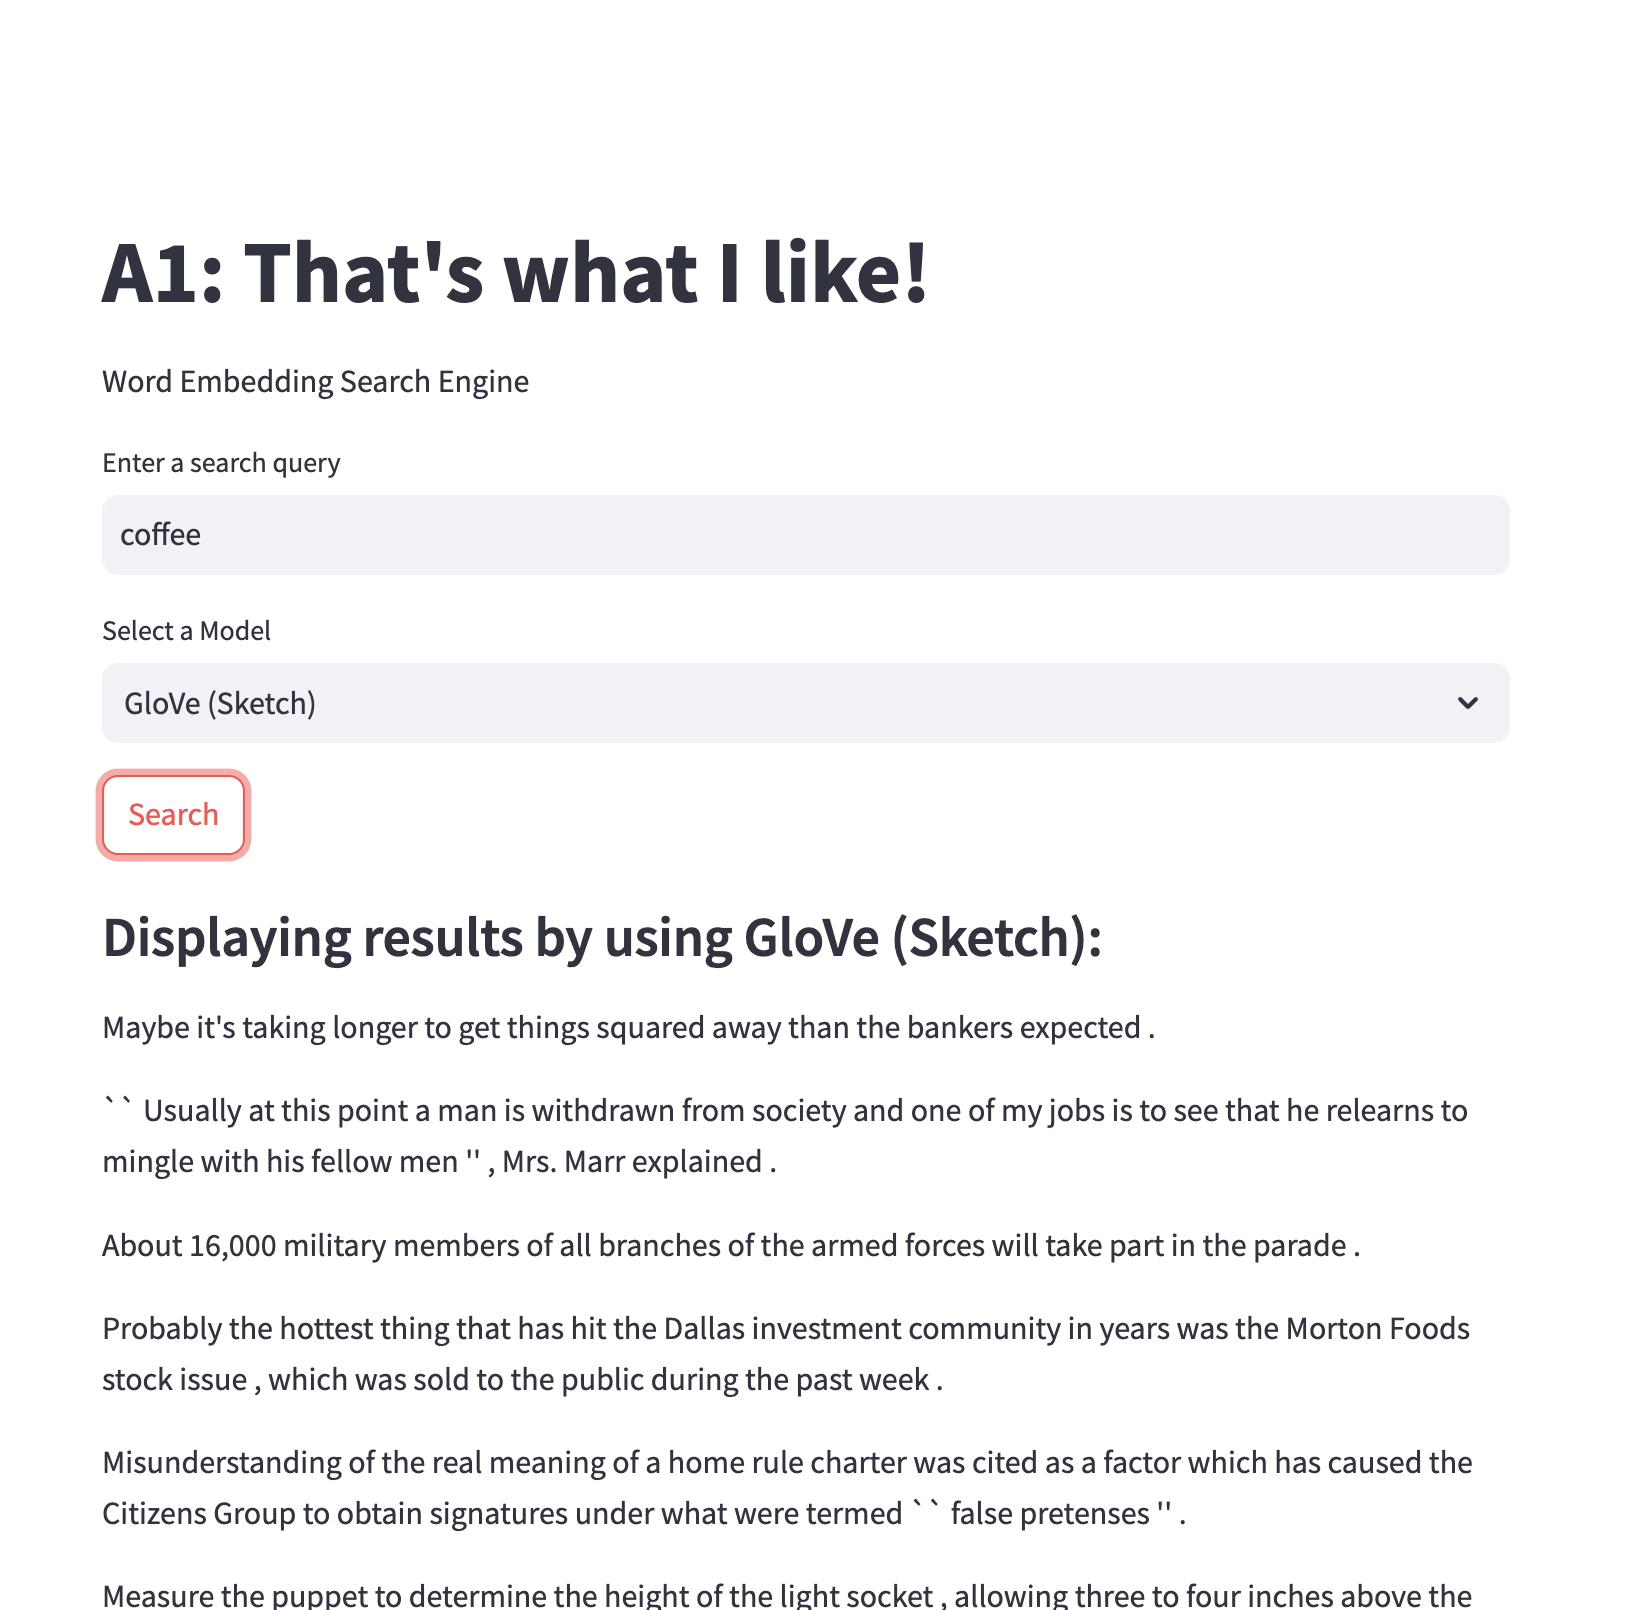 A1: That's what I like!
Word Embedding Search Engine
Enter a search query
coffee
Select a Model
GloVe (Sketch)
Search
Displaying results by using GloVe (Sketch):
Maybe it's taking longer to get things squared away than the bankers expected .
`` Usually at this point a man is withdrawn from society and one of my jobs is to see that he relearns to
mingle with his fellow men '' , Mrs. Marr explained .
About 16,000 military members of all branches of the armed forces will take part in the parade .
Probably the hottest thing that has hit the Dallas investment community in years was the Morton Foods
stock issue , which was sold to the public during the past week .
Misunderstanding of the real meaning of a home rule charter was cited as a factor which has caused the
Citizens Group to obtain signatures under what were termed `` false pretenses '' .
Measure the puppet to determine the height of the light socket , allowing three to four inches above the